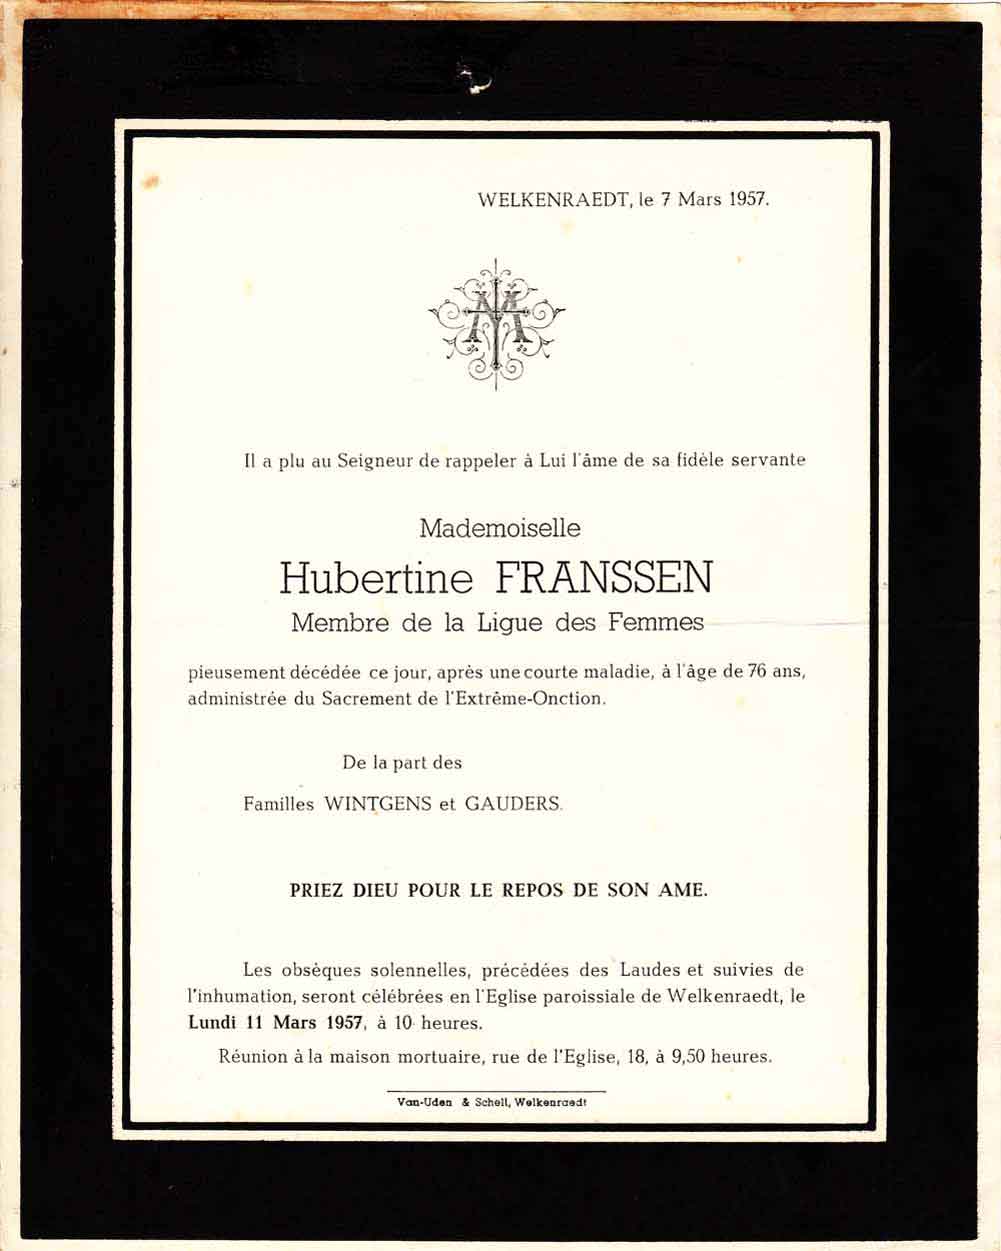 WELKENRAEDT, le 7 Mars 1957.
Il a plu au Seigneur de rappeler à Lui l'âme de sa fidèle servante
Mademoiselle
Hubertine FRANSSEN
Membre de la Ligue des Femmes
pieusement décédée ce jour, après une courte maladie, à l'âge de 76 ans,
administrée du Sacrement de l'Extrême-Onction.
De la part des
Familles WINTGENS et GAUDERS.
PRIEZ DIEU POUR LE REPOS DE SON AME.
Les obsèques solennelles, précédées des Laudes et suivies de
l'inhumation, seront célébrées en l'Eglise paroissiale de Welkenraedt, le
Lundi 11 Mars 1957, à 10 heures.
Réunion à la maison mortuaire, rue de l'Eglise, 18, à 9,50 heures.
Van-Uden & Schell, Welkenraedt